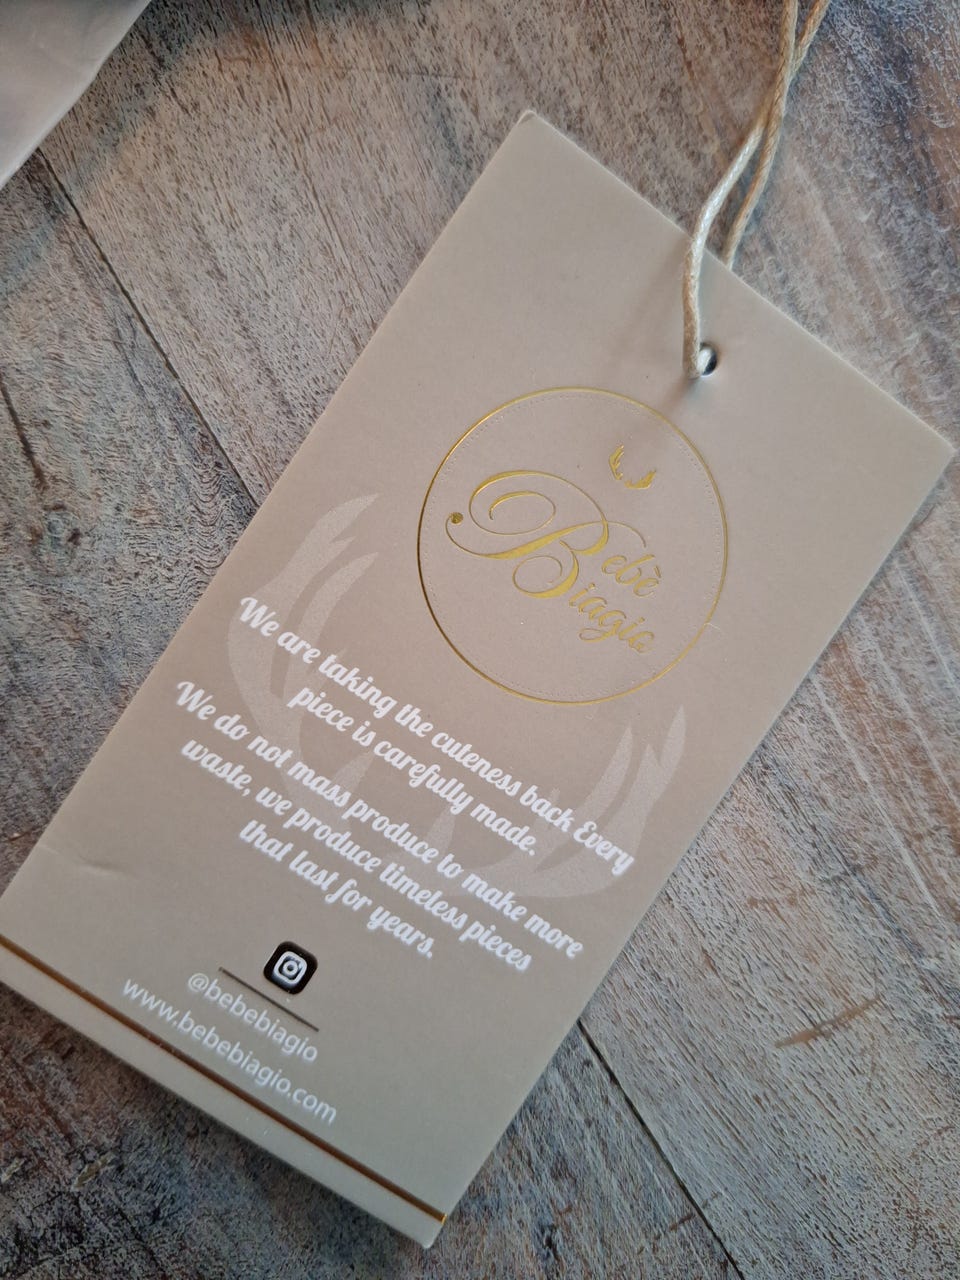 Bebè
Biagio
We are taking the cuteness back Every
piece is carefully made.
We do not mass produce to make more
waste, we produce timeless pieces
that last for years.
@bebebiagio
www.bebebiagio.com